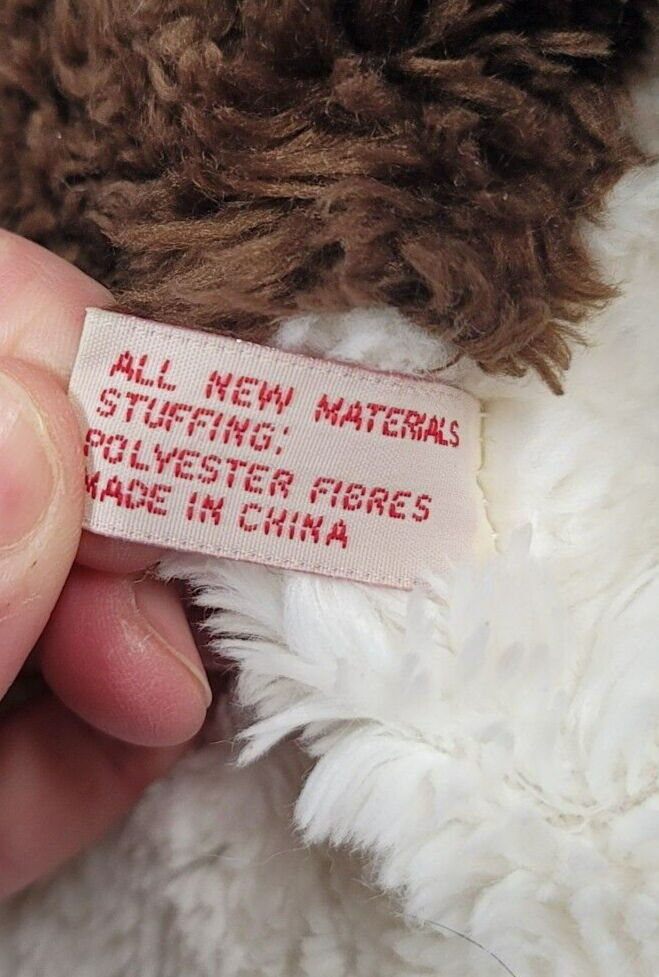 ALL NEW MATERIALS
STUFFING:
POLYESTER FIBRES
MADE IN CHINA